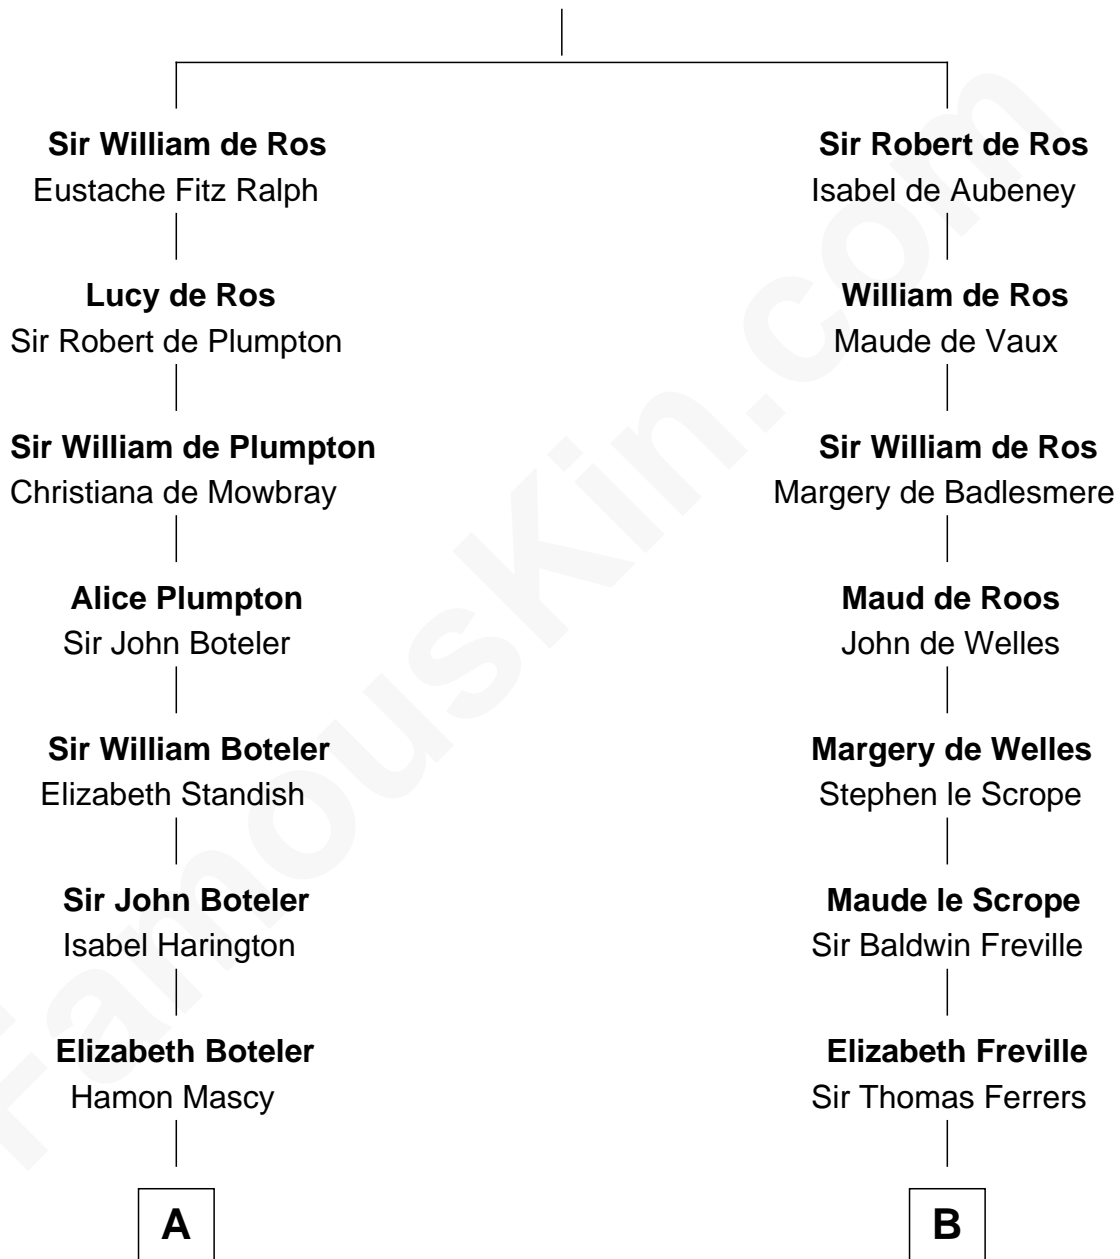 Sir William de Ros
Eustache Fitz Ralph
Lucy de Ros
Sir Robert de Plumpton
Sir William de Plumpton
Christiana de Mowbray
Alice Plumpton
Sir John Boteler
Sir William Boteler
Elizabeth Standish
Sir John Boteler
Isabel Harington
Elizabeth Boteler
Hamon Mascy
A
Sir Robert de Ros
Isabel de Aubeney
William de Ros
Maude de Vaux
Sir William de Ros
Margery de Badlesmere
Maud de Roos
John de Welles
Margery de Welles
Stephen le Scrope
Maude le Scrope
Sir Baldwin Freville
Elizabeth Freville
Sir Thomas Ferrers
B
FamousKin.com